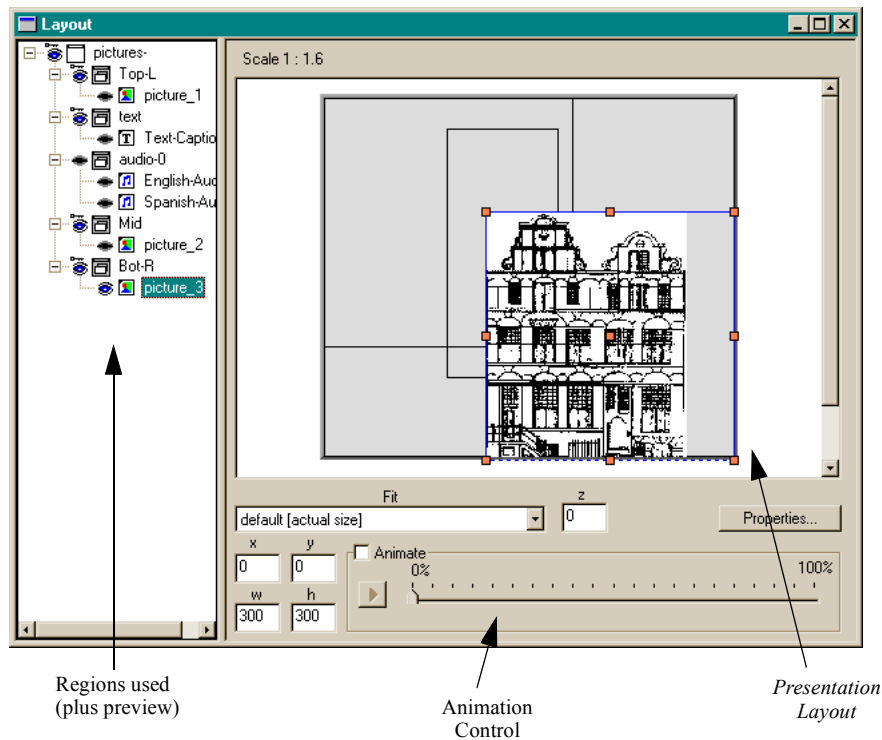 Layout
pictures-
Top-L
picture_1
text
T Text-Captio
audio-0
English-Aud
Spanish-Au
Mid
picture_2
Bot-R
picture_3
Scale 1 : 1.6
Fit
z
default [actual size]
0
Properties...
x y
0 0
w h
300 300
Animate
0%
100%
Regions used
(plus preview)
Animation
Control
Presentation
Layout